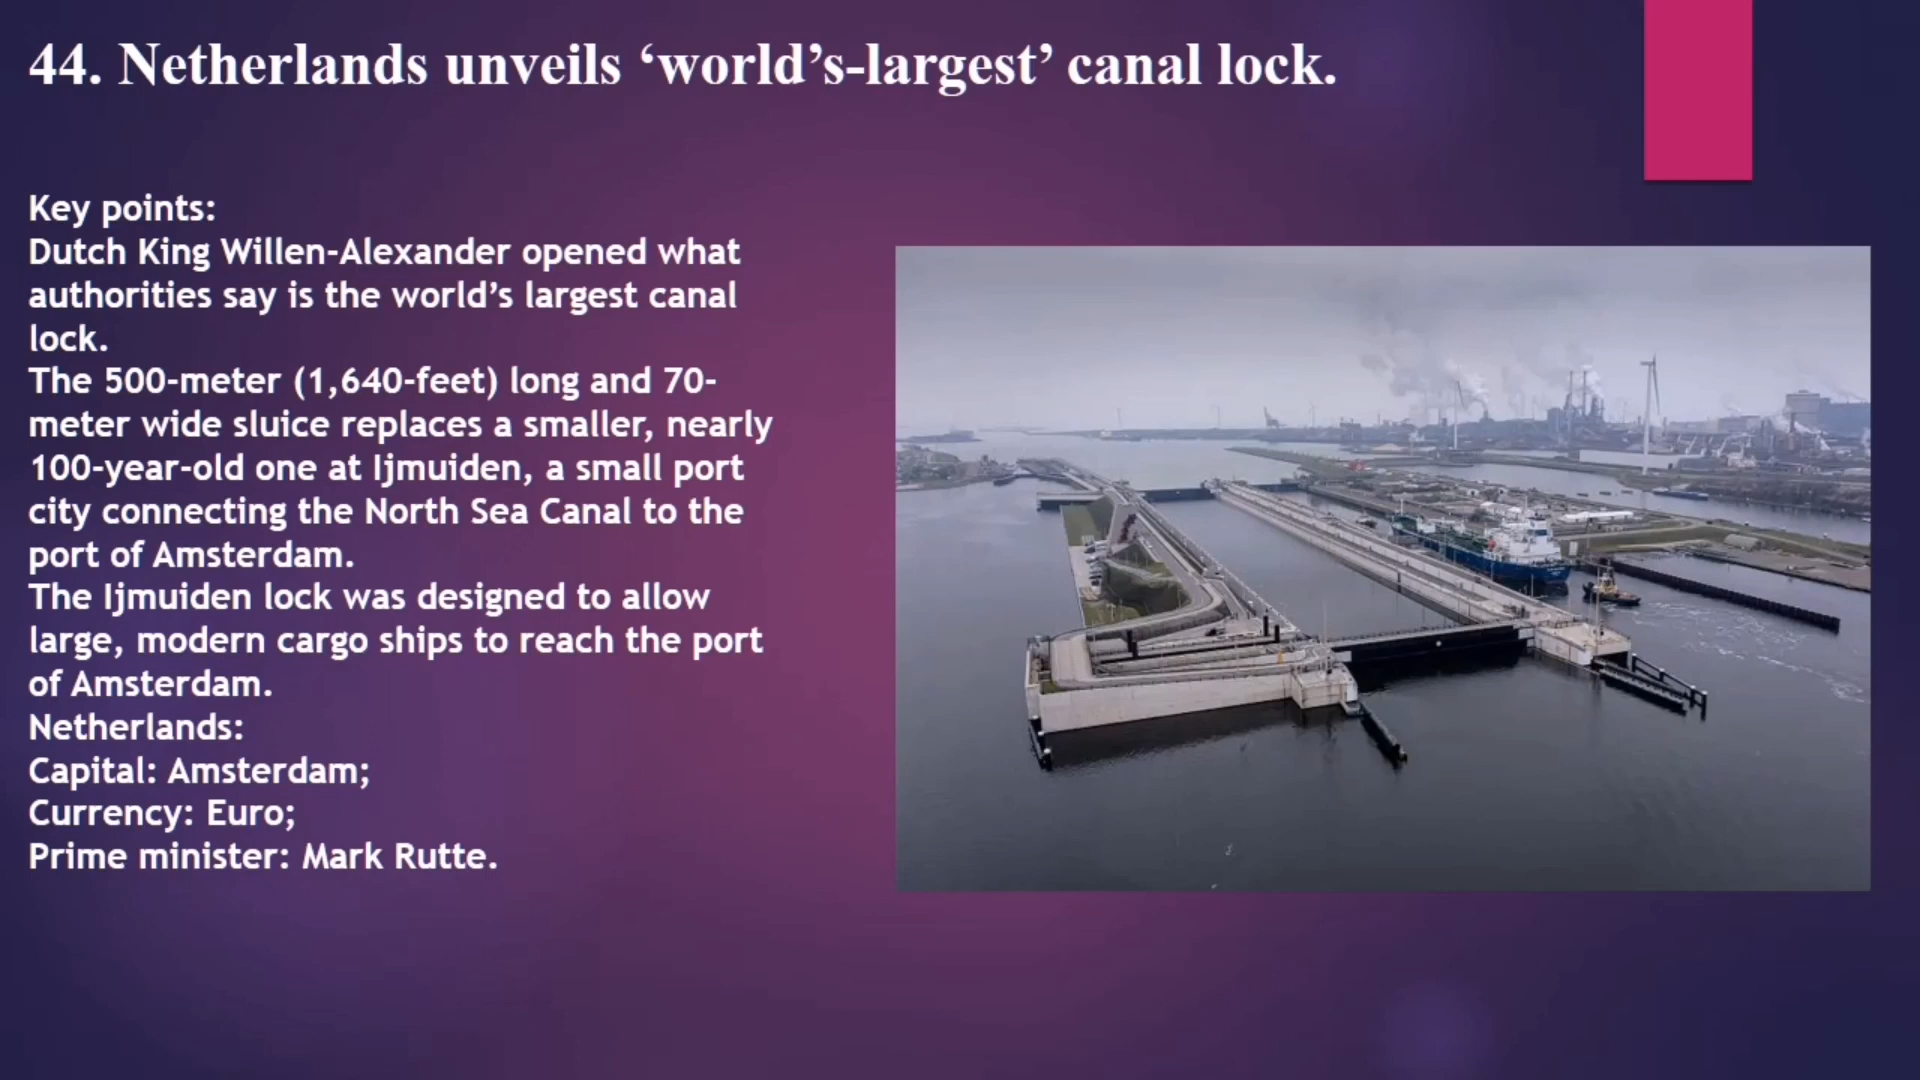 44. Netherlands unveils ‘world’s-largest’ canal lock.
Key points:
Dutch King Willen-Alexander opened what
authorities say is the world’s largest canal
lock.
The 500-meter (1,640-feet) long and 70-
meter wide sluice replaces a smaller, nearly
100-year-old one at Ijmuiden, a small port
city connecting the North Sea Canal to the
port of Amsterdam.
The Ijmuiden lock was designed to allow
large, modern cargo ships to reach the port
of Amsterdam.
Netherlands:
Capital: Amsterdam;
Currency: Euro;
Prime minister: Mark Rutte.